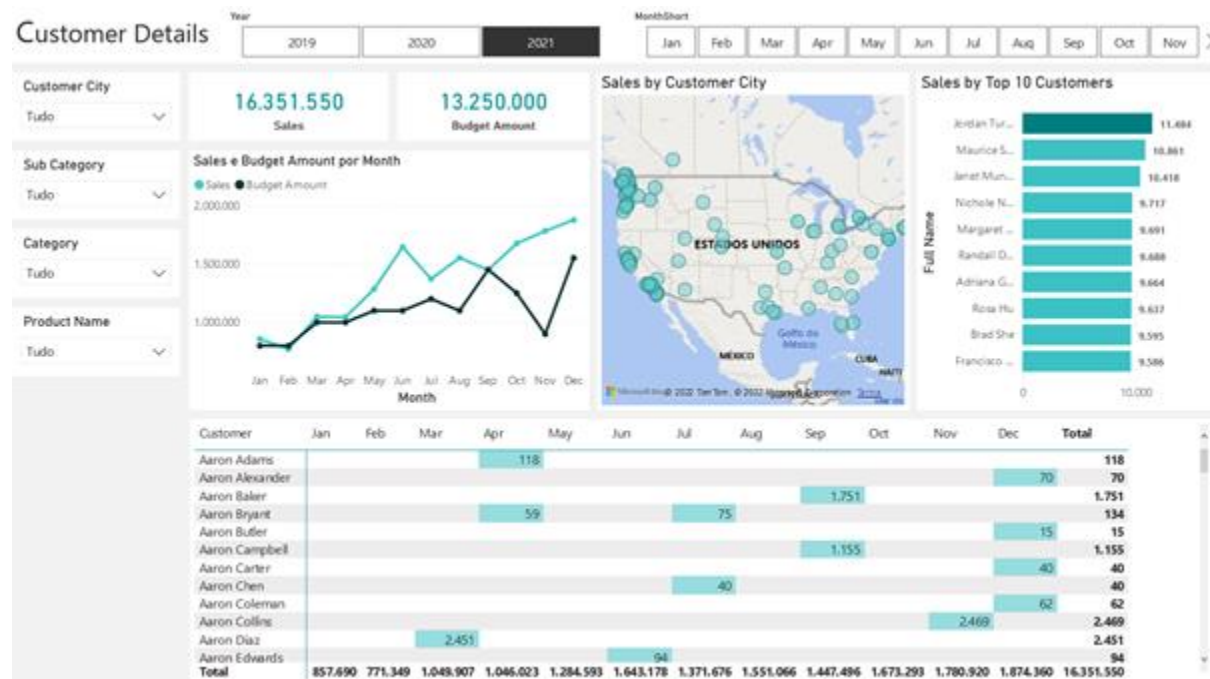 Customer Details
Year
2019 2020 2021
MonthShort
Jan Feb Mar Apr May Jun Jul Aug Sep Oct Nov
Customer City
Tudo
Sub Category
Tudo
Category
Tudo
Product Name
Tudo
16.351.550
Sales
13.250.000
Budget Amount
Sales e Budget Amount por Month
Sales Budget Amount
2.000.000
1.500.000
1.000.000
Jan Feb Mar Apr May Jun Jul Aug Sep Oct Nov Dec
Month
Sales by Customer City
ESTADOS UNIDOS
Golfo de
México
MÉXICO
CUBA
HAITI
© 2022 TomTom, © 2022 Microsoft Corporation Terms
Sales by Top 10 Customers
Full Name
Jordan Tur... 11.484
Maurice S... 10.861
Janet Mun... 10.418
Nichole N... 9.717
Margaret ... 9.691
Randall D... 9.688
Adriana G... 9.664
Rosa Hu 9.637
Brad She 9.595
Francisco ... 9.586
0 10.000
Customer Jan Feb Mar Apr May Jun Jul Aug Sep Oct Nov Dec Total
Aaron Adams 118 118
Aaron Alexander 70 70
Aaron Baker 1.751 1.751
Aaron Bryant 59 75 134
Aaron Butler 15 15
Aaron Campbell 1.155 1.155
Aaron Carter 40 40
Aaron Chen 40 40
Aaron Coleman 62 62
Aaron Collins 2.469 2.469
Aaron Diaz 2.451 2.451
Aaron Edwards 94 94
Total 857.690 771.349 1.049.907 1.046.023 1.284.593 1.643.178 1.371.676 1.551.066 1.447.496 1.673.293 1.780.920 1.874.360 16.351.550